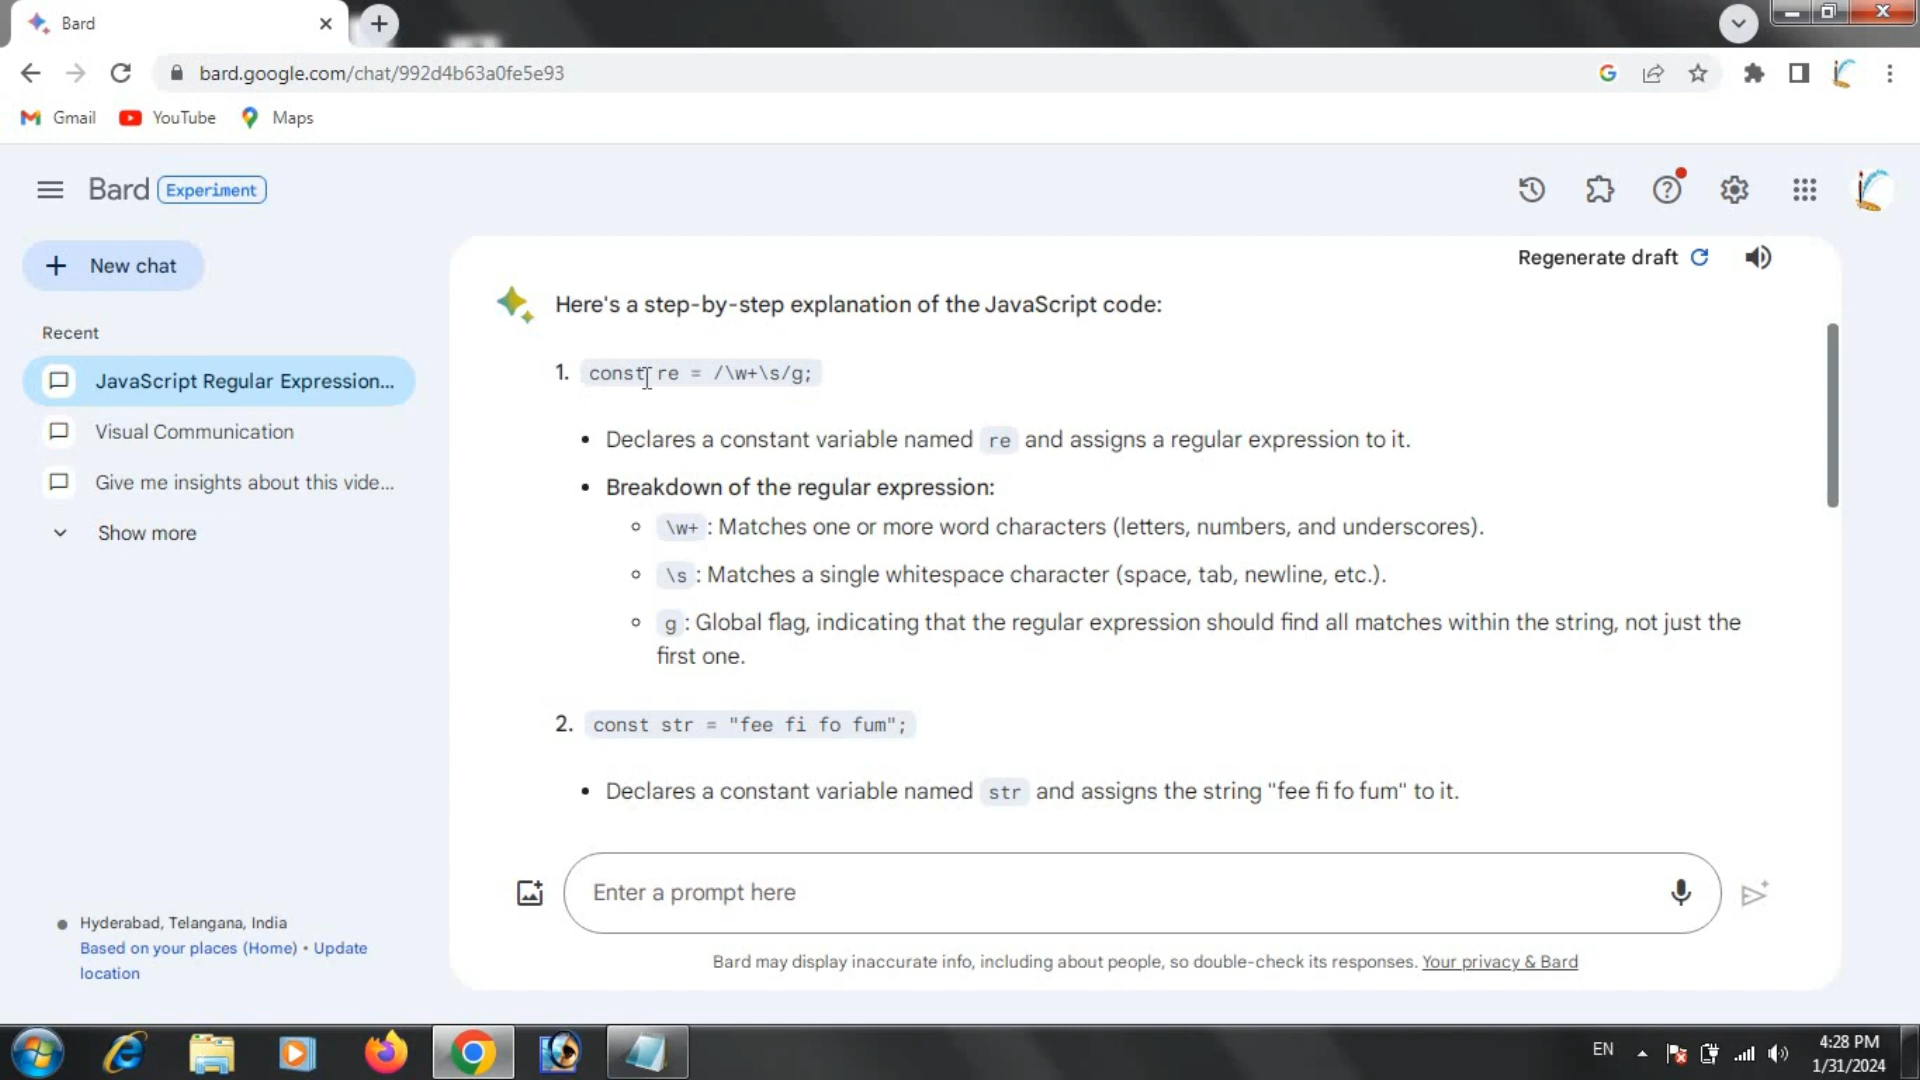 Bard
bard.google.com/chat/992d4b63a0fe5e93
Gmail
YouTube
Maps
Bard
Experiment
New chat
Recent
JavaScript Regular Expression...
Visual Communication
Give me insights about this vide...
Show more
Hyderabad, Telangana, India
Based on your places (Home) • Update
location
Regenerate draft
Here's a step-by-step explanation of the JavaScript code:
1. const re = /\w+\s/g;
• Declares a constant variable named re and assigns a regular expression to it.
• Breakdown of the regular expression:
◦ \w+ : Matches one or more word characters (letters, numbers, and underscores).
◦ \s : Matches a single whitespace character (space, tab, newline, etc.).
◦ g : Global flag, indicating that the regular expression should find all matches within the string, not just the
first one.
2. const str = "fee fi fo fum";
• Declares a constant variable named str and assigns the string "fee fi fo fum" to it.
Enter a prompt here
Bard may display inaccurate info, including about people, so double-check its responses. Your privacy & Bard
EN
4:28 PM
1/31/2024